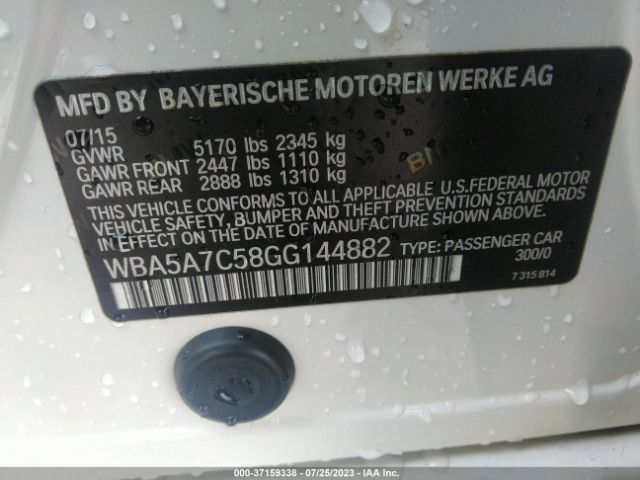 MFD BY BAYERISCHE MOTOREN WERKE AG
07/15
GVWR 5170 lbs 2345 kg
GAWR FRONT 2447 lbs 1110 kg
GAWR REAR 2888 lbs 1310 kg
THIS VEHICLE CONFORMS TO ALL APPLICABLE U.S.FEDERAL MOTOR
VEHICLE SAFETY, BUMPER AND THEFT PREVENTION STANDARDS
IN EFFECT ON THE DATE OF MANUFACTURE SHOWN ABOVE.
WBA5A7C58GG144882 TYPE: PASSENGER CAR
300/0
7 315 814
000-37159338 - 07/25/2023 - IAA Inc.